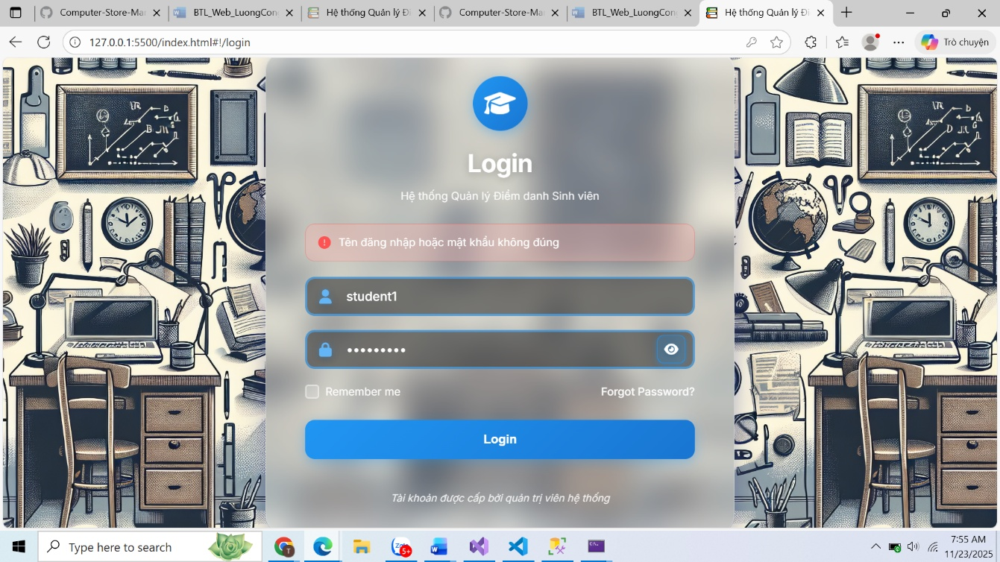 Computer-Store-Ma
BTL_Web_LuongCon
Hệ thống Quản lý Đi
Computer-Store-Ma
BTL_Web_LuongCon
Hệ thống Quản lý Đi
127.0.0.1:5500/index.html#!/login
Trò chuyện
Login
Hệ thống Quản lý Điểm danh Sinh viên
Tên đăng nhập hoặc mật khẩu không đúng
student1
•••••••••
Remember me
Forgot Password?
Login
Tài khoản được cấp bởi quản trị viên hệ thống
Type here to search
5+
7:55 AM
11/23/2025